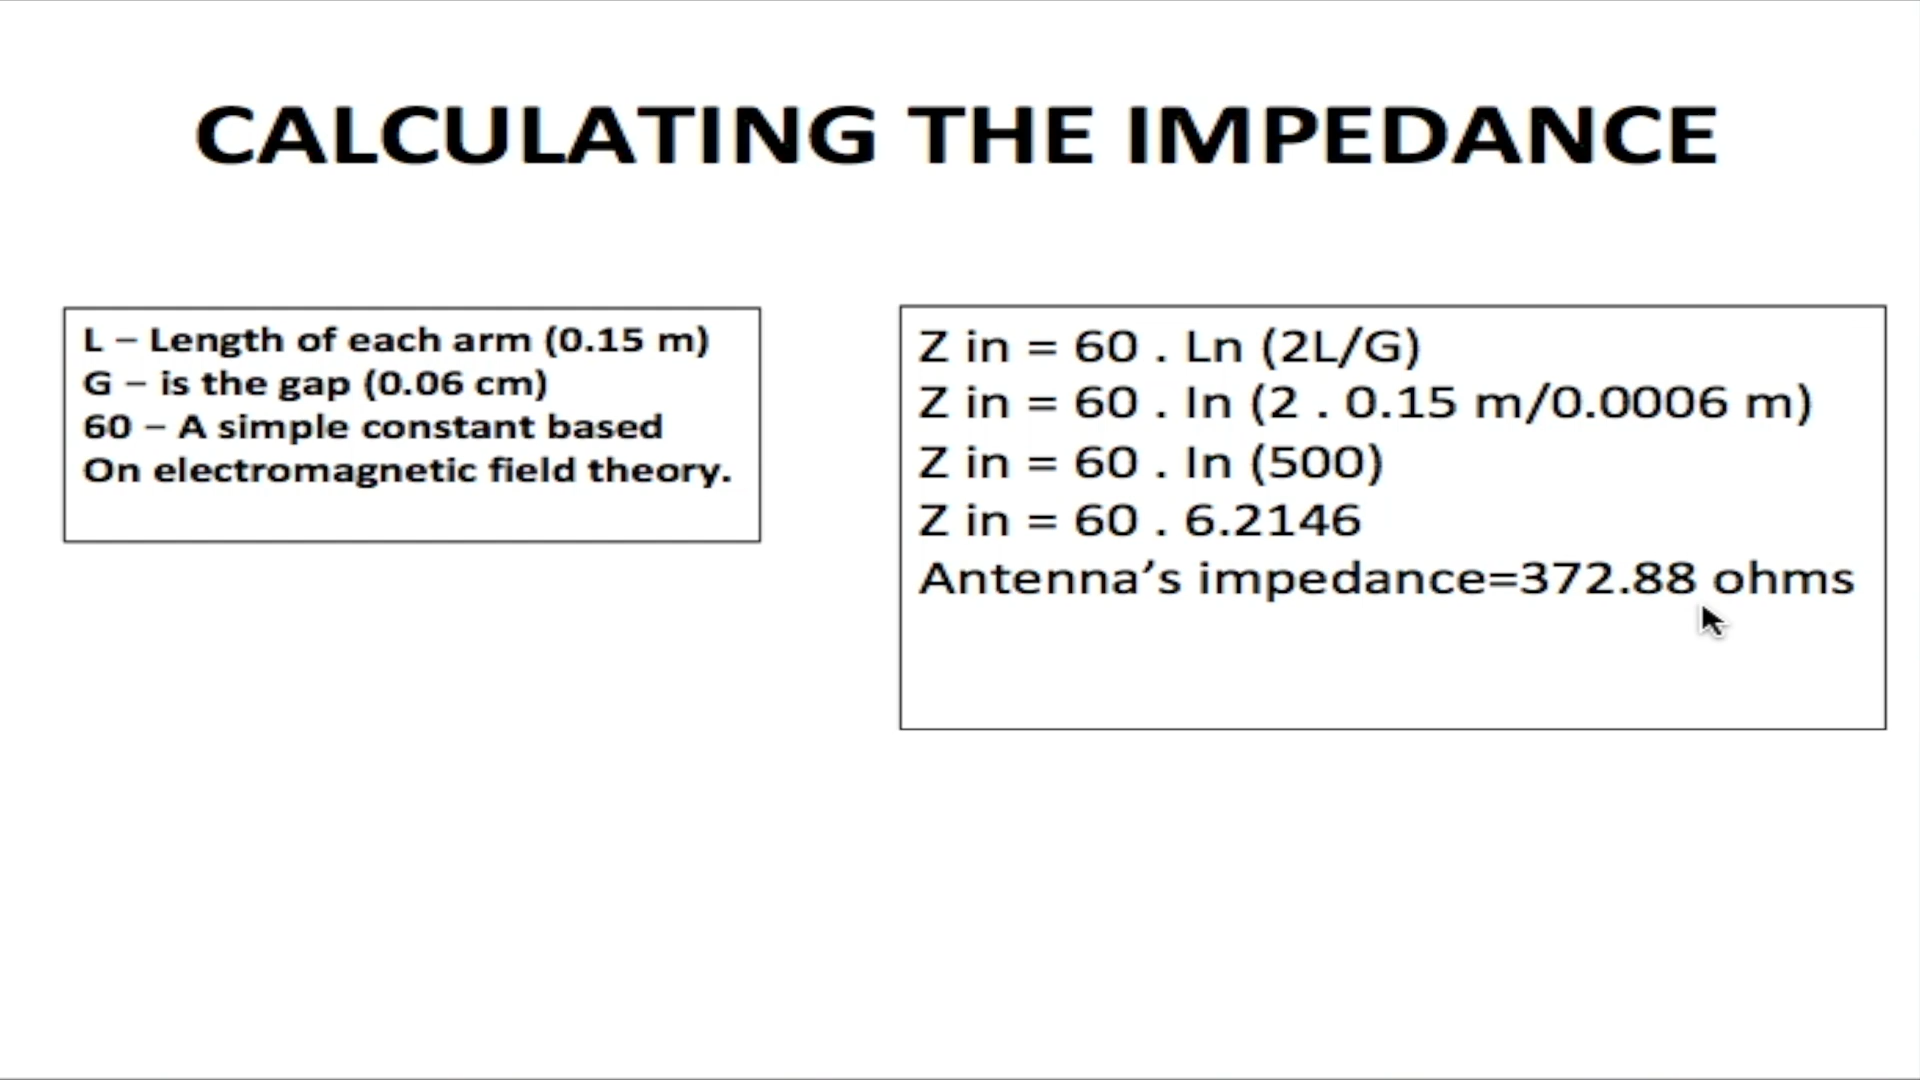 CALCULATING THE IMPEDANCE
L – Length of each arm (0.15 m)
G – is the gap (0.06 cm)
60 – A simple constant based
On electromagnetic field theory.
Z in = 60 . Ln (2L/G)
Z in = 60 . In (2 . 0.15 m/0.0006 m)
Z in = 60 . In (500)
Z in = 60 . 6.2146
Antenna’s impedance=372.88 ohms